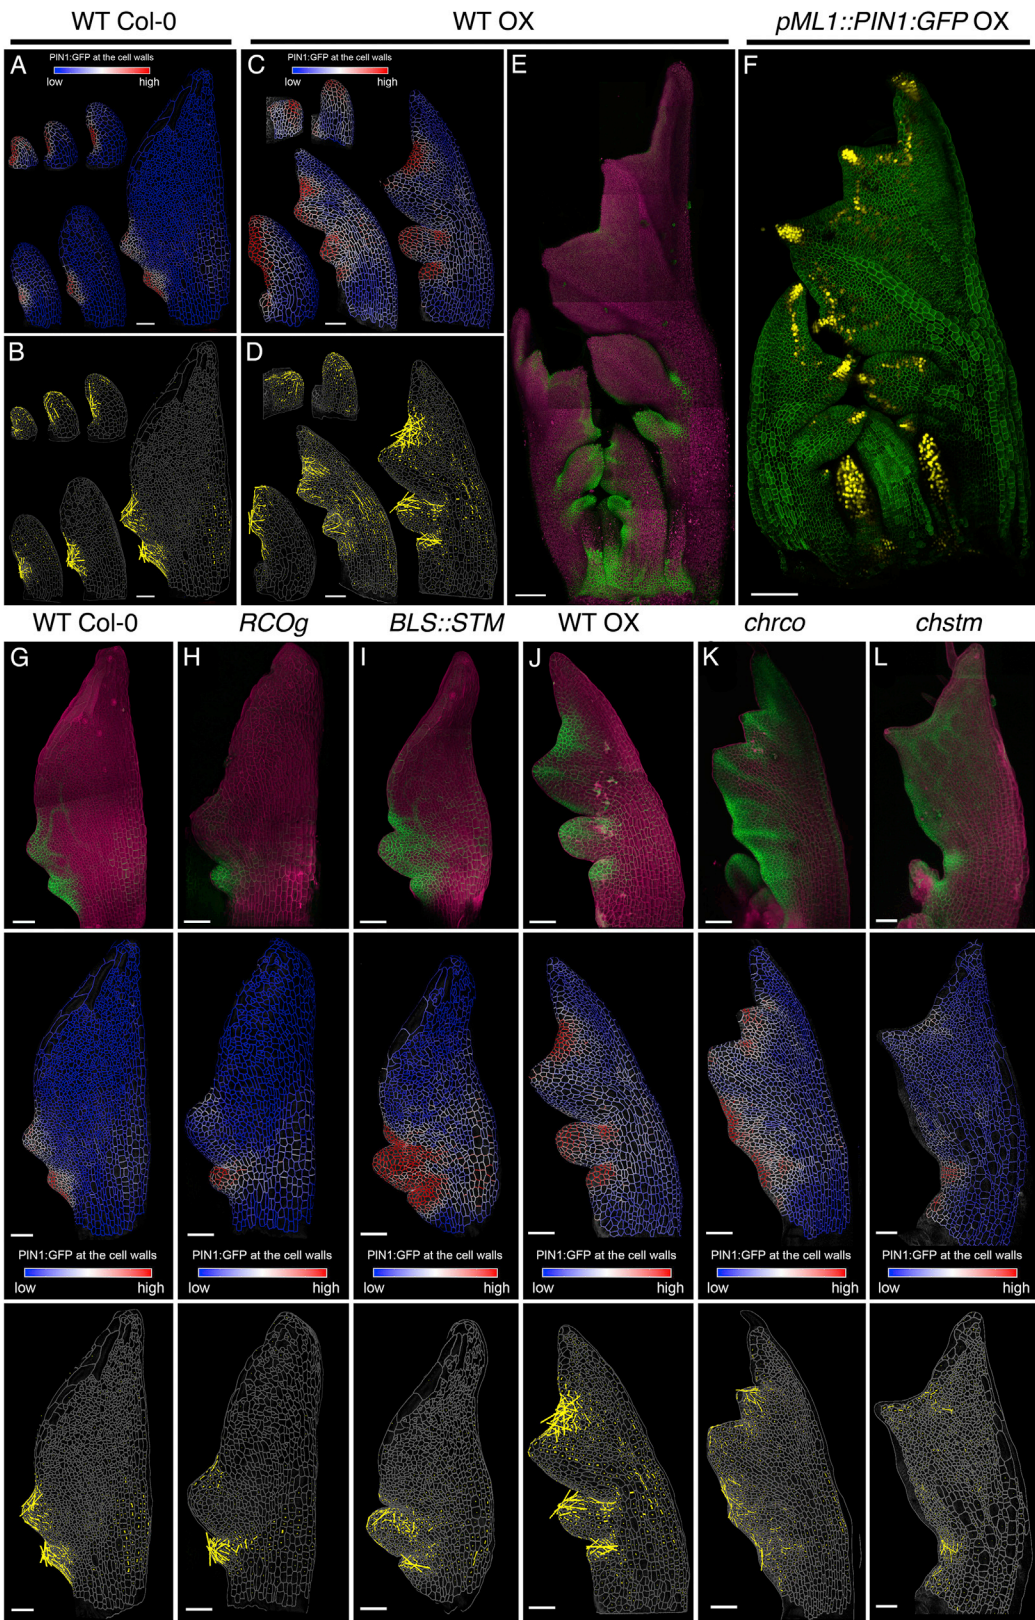 WT Col-0
WT OX
pML1::PIN1:GFP OX
A
PIN1:GFP at the cell walls
low
high
C
PIN1:GFP at the cell walls
low
high
E
F
B
D
WT Col-0
RCOg
BLS::STM
WT OX
chrco
chstm
G
H
I
J
K
L
PIN1:GFP at the cell walls
low
high
PIN1:GFP at the cell walls
low
high
PIN1:GFP at the cell walls
low
high
PIN1:GFP at the cell walls
low
high
PIN1:GFP at the cell walls
low
high
PIN1:GFP at the cell walls
low
high